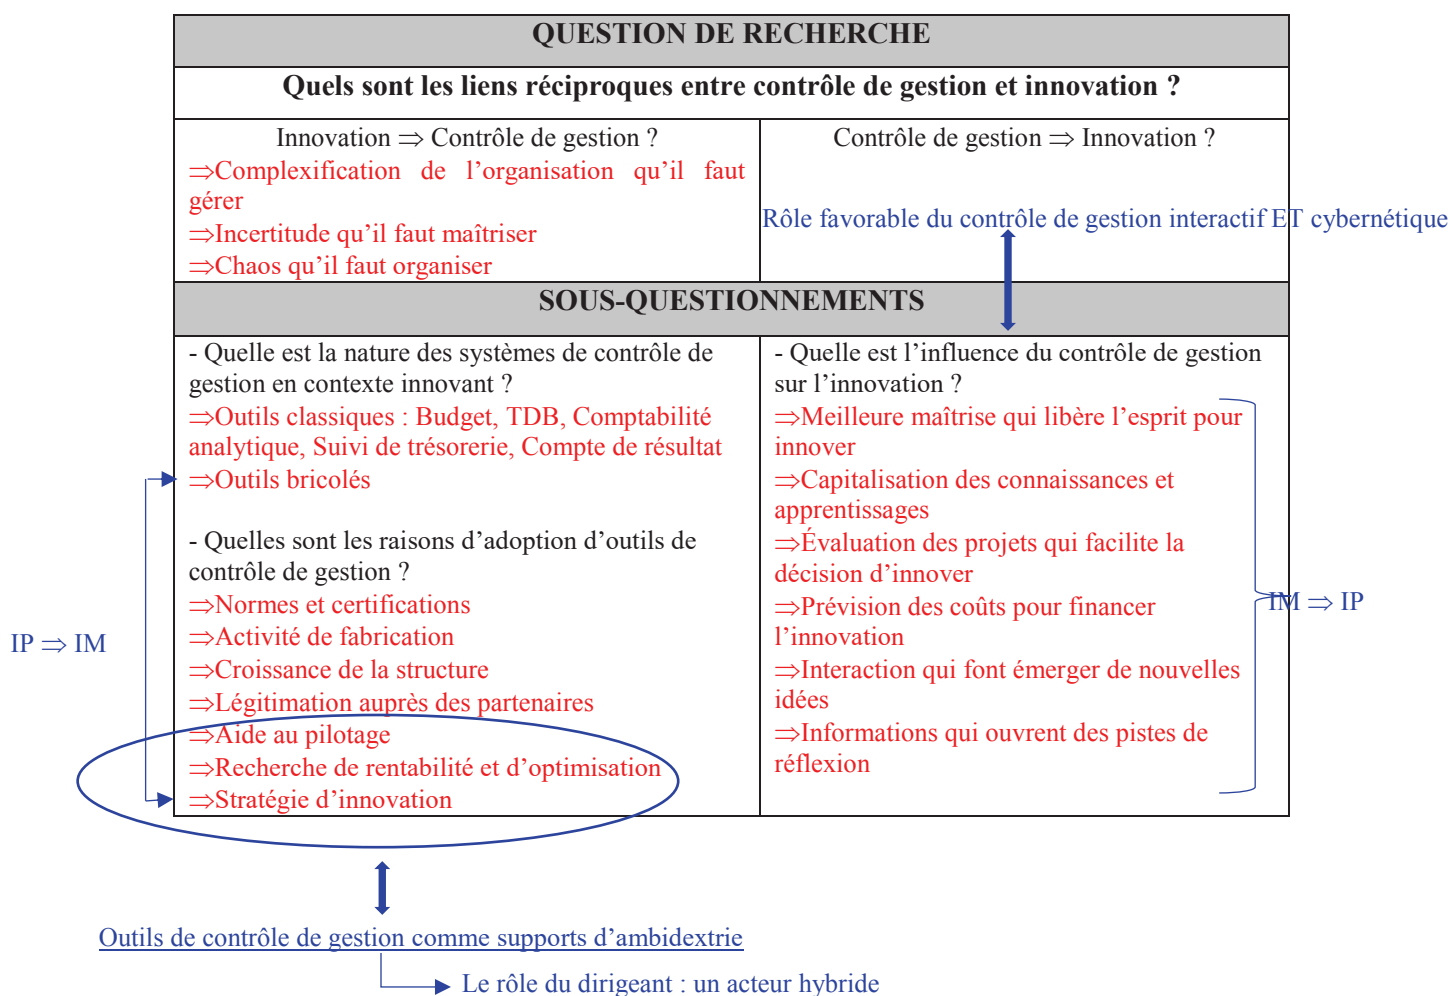 QUESTION DE RECHERCHE
Quels sont les liens réciproques entre contrôle de gestion et innovation ?
Innovation ⇒ Contrôle de gestion ?
⇒Complexification de l’organisation qu’il faut
gérer
⇒Incertitude qu’il faut maîtriser
⇒Chaos qu’il faut organiser
Contrôle de gestion ⇒ Innovation ?
Rôle favorable du contrôle de gestion interactif ET cybernétique
SOUS-QUESTIONNEMENTS
- Quelle est la nature des systèmes de contrôle de
gestion en contexte innovant ?
⇒Outils classiques : Budget, TDB, Comptabilité
analytique, Suivi de trésorerie, Compte de résultat
⇒Outils bricolés
- Quelles sont les raisons d’adoption d’outils de
contrôle de gestion ?
⇒Normes et certifications
⇒Activité de fabrication
⇒Croissance de la structure
⇒Légitimation auprès des partenaires
⇒Aide au pilotage
⇒Recherche de rentabilité et d’optimisation
⇒Stratégie d’innovation
IP ⇒ IM
- Quelle est l’influence du contrôle de gestion
sur l’innovation ?
⇒Meilleure maîtrise qui libère l’esprit pour
innover
⇒Capitalisation des connaissances et
apprentissages
⇒Évaluation des projets qui facilite la
décision d’innover
⇒Prévision des coûts pour financer
l’innovation
⇒Interaction qui font émerger de nouvelles
idées
⇒Informations qui ouvrent des pistes de
réflexion
IM ⇒ IP
Outils de contrôle de gestion comme supports d’ambidextrie
Le rôle du dirigeant : un acteur hybride